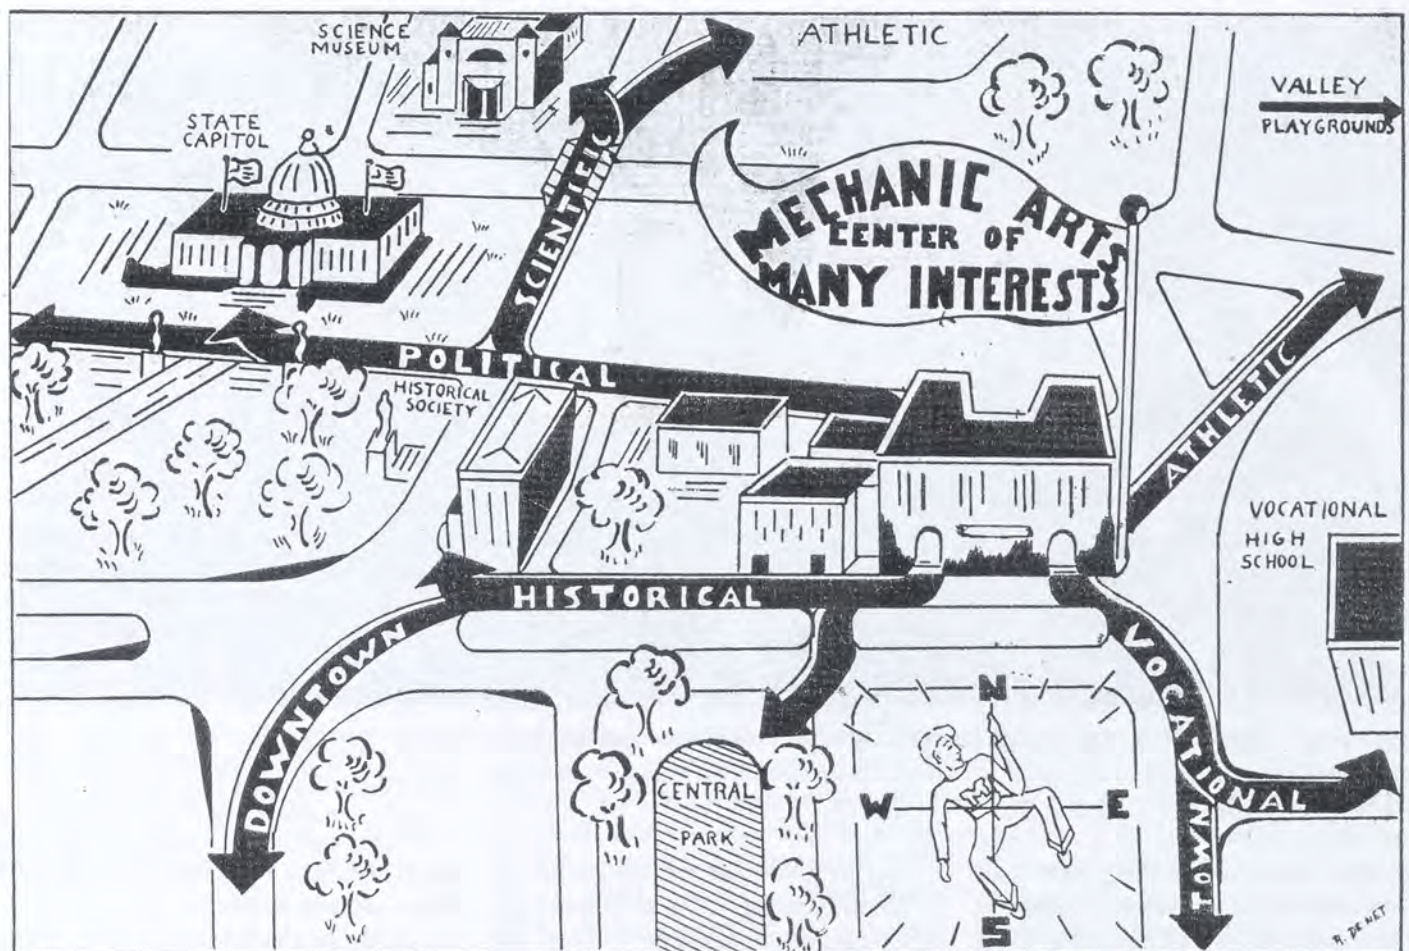 SCIENCE
MUSEUM
ATHLETIC
VALLEY
PLAYGROUNDS
STATE
CAPITOL
SCIENTIFIC
MECHANIC ARTS
CENTER OF
MANY INTERESTS
POLITICAL
HISTORICAL
SOCIETY
ATHLETIC
VOCATIONAL
HIGH
SCHOOL
HISTORICAL
DOWNTOWN
VOCATIONAL
TOWN
N
W
E
S
M
CENTRAL
PARK
R. DENET